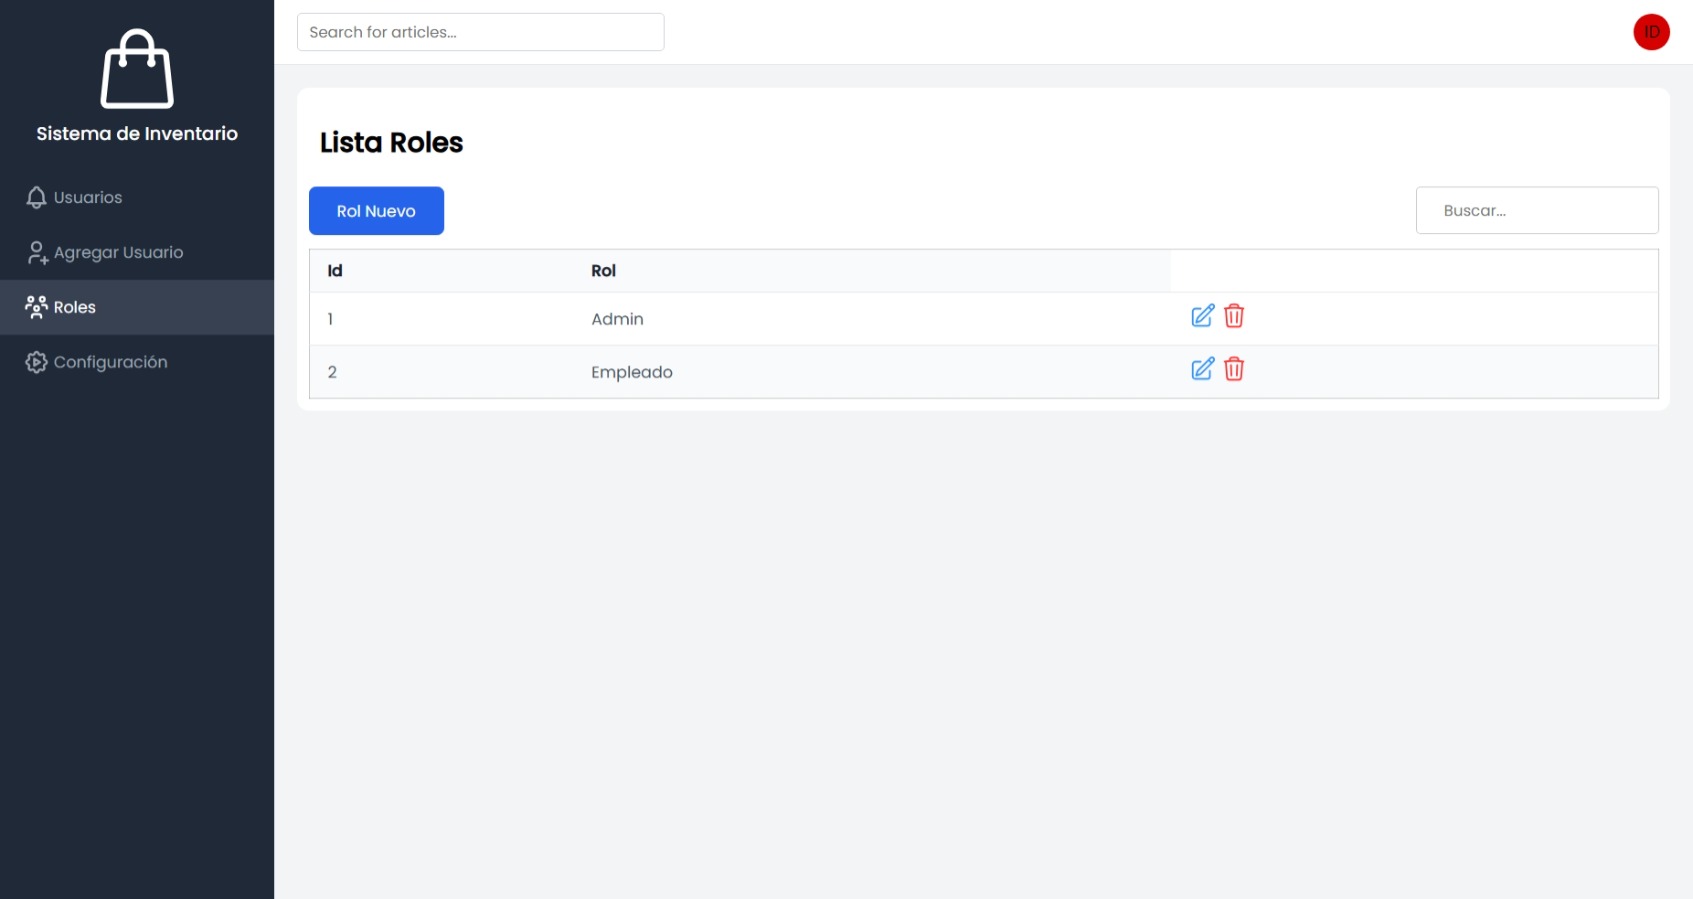 Search for articles...
ID
Sistema de Inventario
Usuarios
Agregar Usuario
Roles
Configuración
Lista Roles
Rol Nuevo
Buscar...
Id Rol
1 Admin
2 Empleado